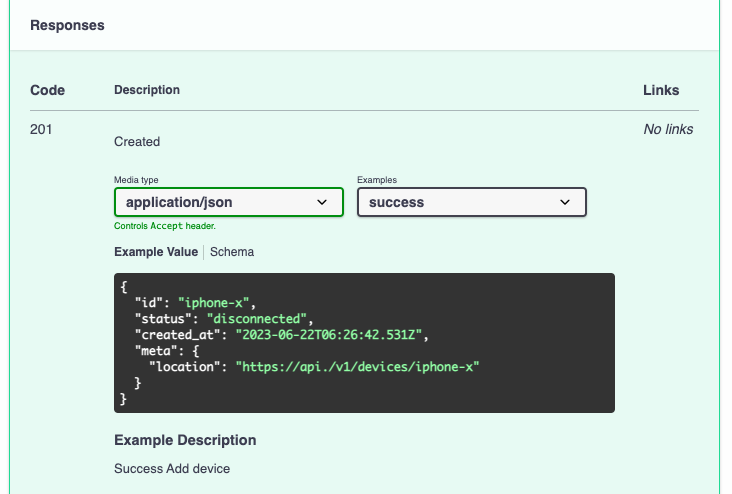 Responses
Code Description Links
201 No links
Created
Media type Examples
application/json success
Controls Accept header.
Example Value Schema
{
  "id": "iphone-x",
  "status": "disconnected",
  "created_at": "2023-06-22T06:26:42.531Z",
  "meta": {
    "location": "https://api./v1/devices/iphone-x"
  }
}
Example Description
Success Add device